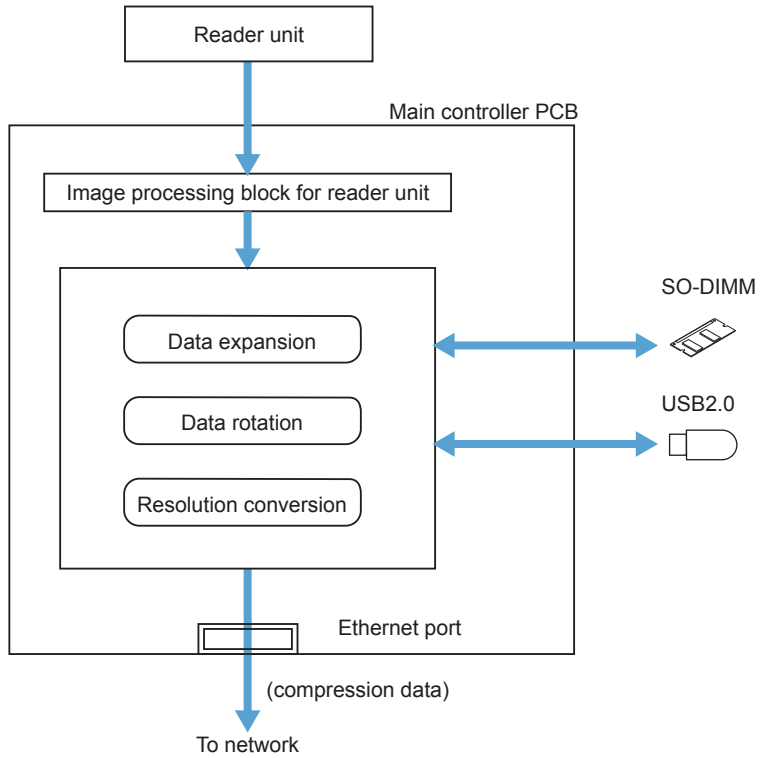 Reader unit
Main controller PCB
Image processing block for reader unit
SO-DIMM
Data expansion
USB2.0
Data rotation
Resolution conversion
Ethernet port
(compression data)
To network